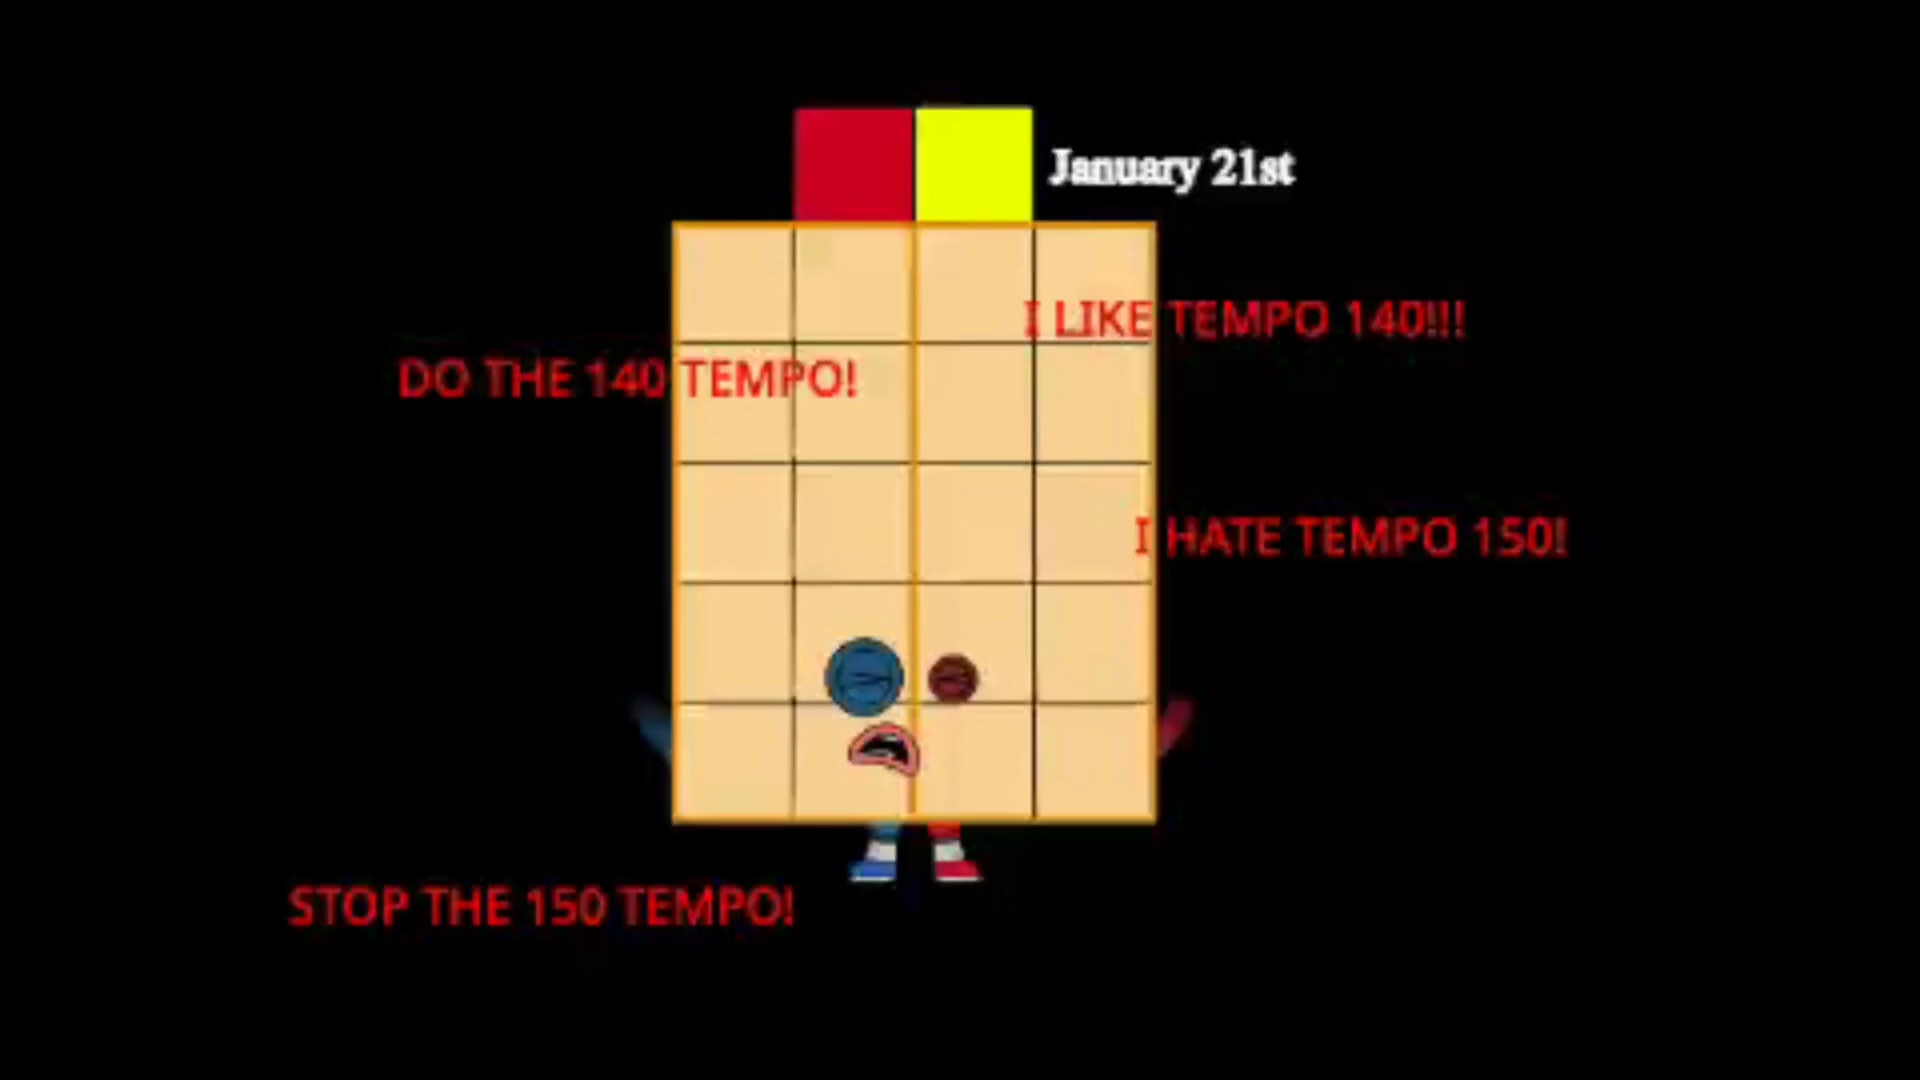 January 21st
I LIKE TEMPO 140!!!
DO THE 140 TEMPO!
I HATE TEMPO 150!
STOP THE 150 TEMPO!